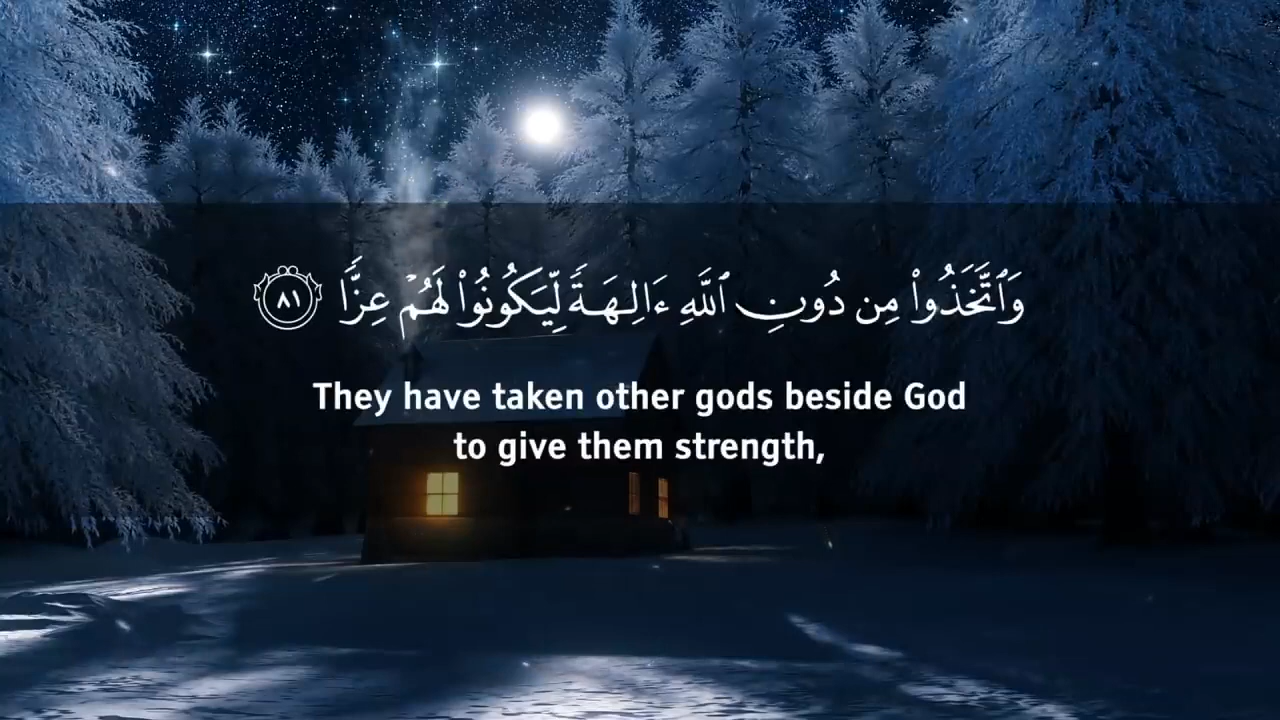 وَٱتَّخَذُوا۟ مِن دُونِ ٱللَّهِ ءَالِهَةً لِّيَكُونُوا۟ لَهُمْ عِزًّا ٨١
They have taken other gods beside God
to give them strength,